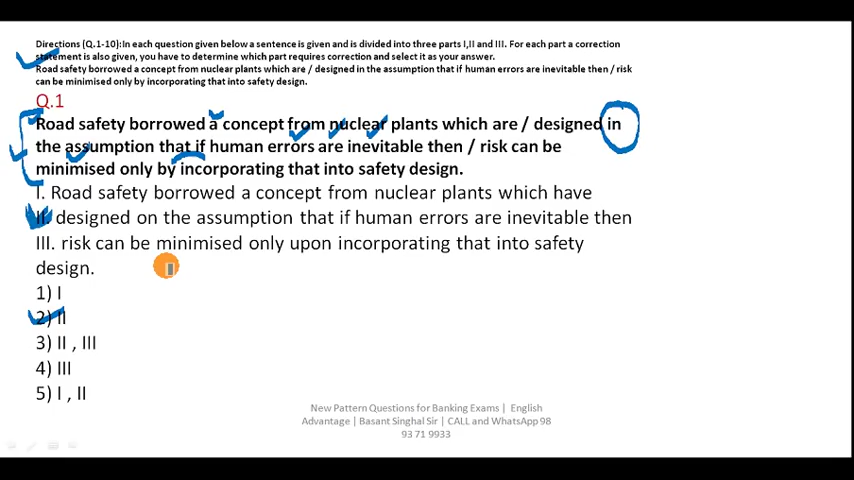 Directions (Q.1-10):In each question given below a sentence is given and is divided into three parts I,II and III. For each part a correction
statement is also given, you have to determine which part requires correction and select it as your answer.
Road safety borrowed a concept from nuclear plants which are / designed in the assumption that if human errors are inevitable then / risk
can be minimised only by incorporating that into safety design.
Q.1
Road safety borrowed a concept from nuclear plants which are / designed in
the assumption that if human errors are inevitable then / risk can be
minimised only by incorporating that into safety design.
I. Road safety borrowed a concept from nuclear plants which have
II. designed on the assumption that if human errors are inevitable then
III. risk can be minimised only upon incorporating that into safety
design.
1) I
2) II
3) II , III
4) III
5) I , II
New Pattern Questions for Banking Exams | English
Advantage | Basant Singhal Sir | CALL and WhatsApp 98
93 71 9933